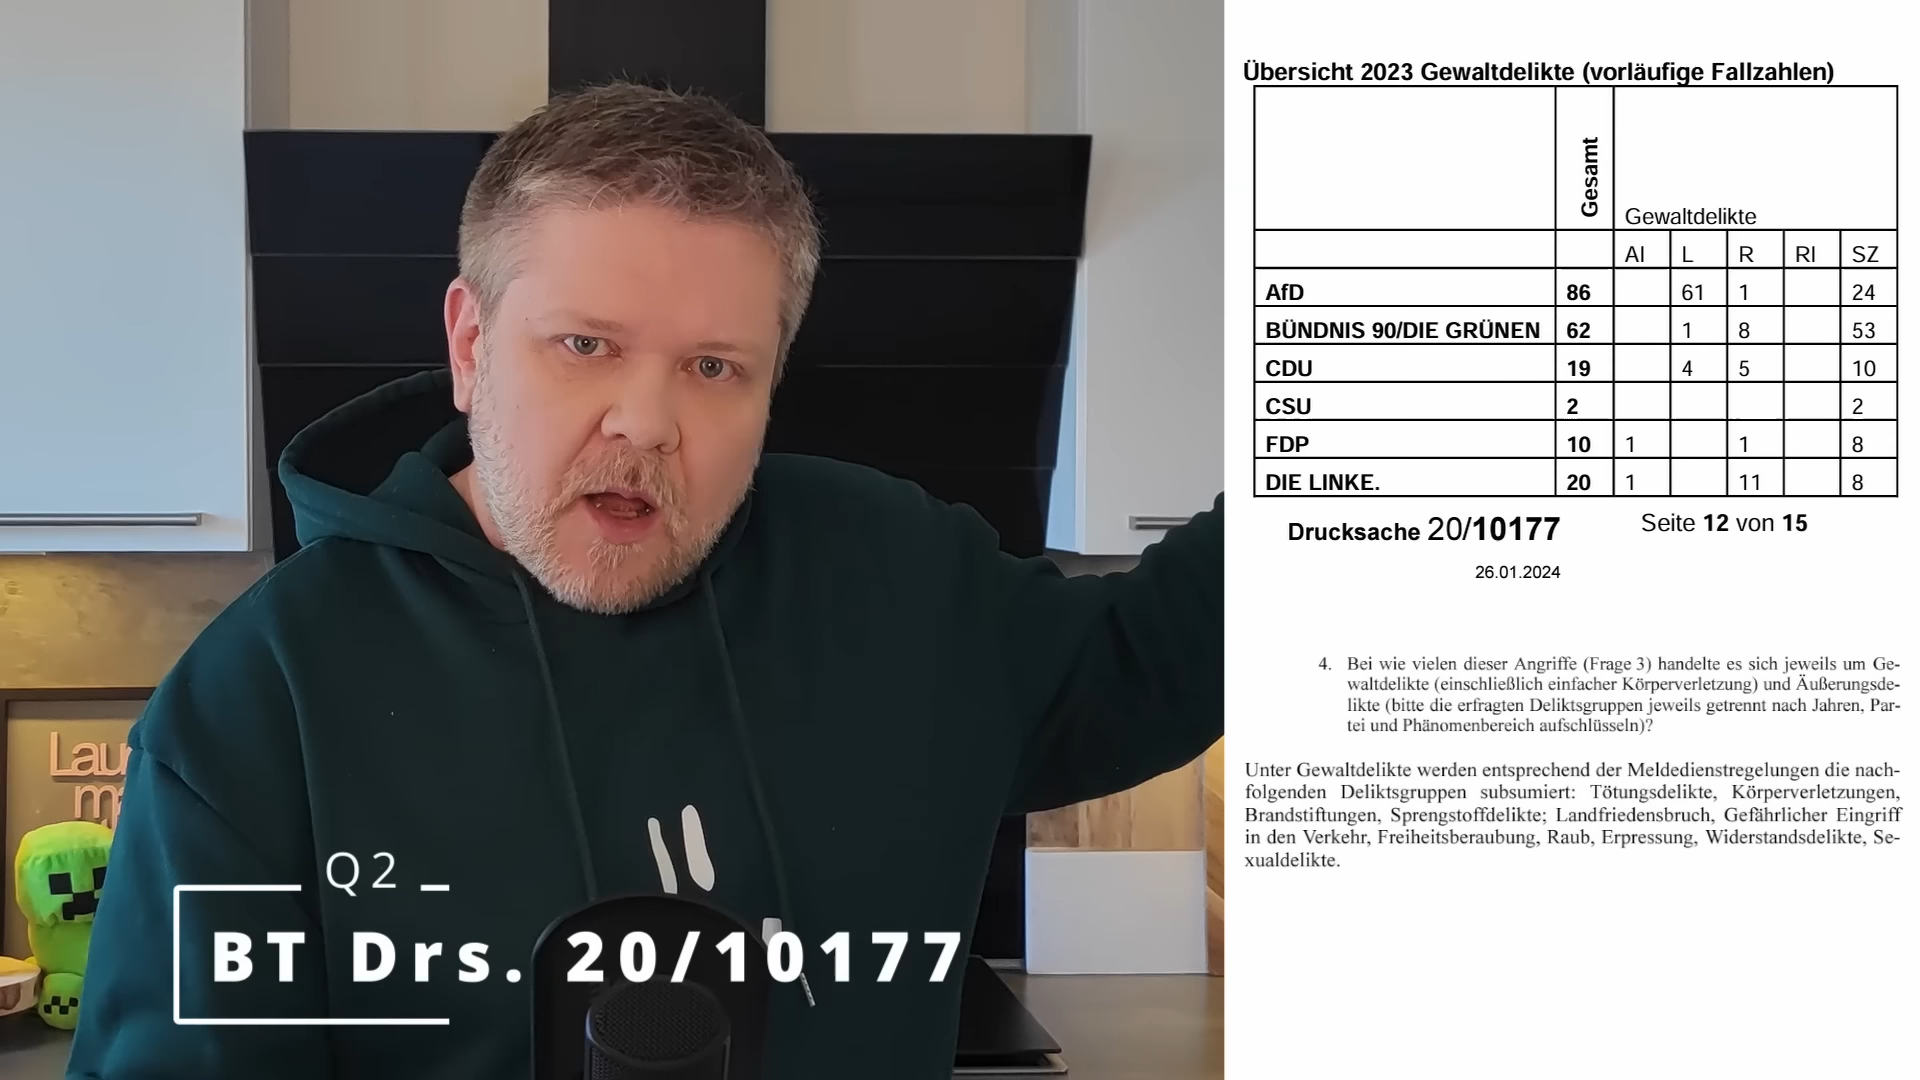 Übersicht 2023 Gewaltdelikte (vorläufige Fallzahlen)
Gesamt
Gewaltdelikte
AI L R RI SZ
AfD 86 61 1 24
BÜNDNIS 90/DIE GRÜNEN 62 1 8 53
CDU 19 4 5 10
CSU 2 2
FDP 10 1 1 8
DIE LINKE. 20 1 11 8
Drucksache 20/10177 Seite 12 von 15
26.01.2024
4. Bei wie vielen dieser Angriffe (Frage 3) handelte es sich jeweils um Ge-
waltdelikte (einschließlich einfacher Körperverletzung) und Äußerungsde-
likte (bitte die erfragten Deliktsgruppen jeweils getrennt nach Jahren, Par-
tei und Phänomenbereich aufschlüsseln)?
Unter Gewaltdelikte werden entsprechend der Meldedienstregelungen die nach-
folgenden Deliktsgruppen subsumiert: Tötungsdelikte, Körperverletzungen,
Brandstiftungen, Sprengstoffdelikte; Landfriedensbruch, Gefährlicher Eingriff
in den Verkehr, Freiheitsberaubung, Raub, Erpressung, Widerstandsdelikte, Se-
xualdelikte.
Q2
BT Drs. 20/10177